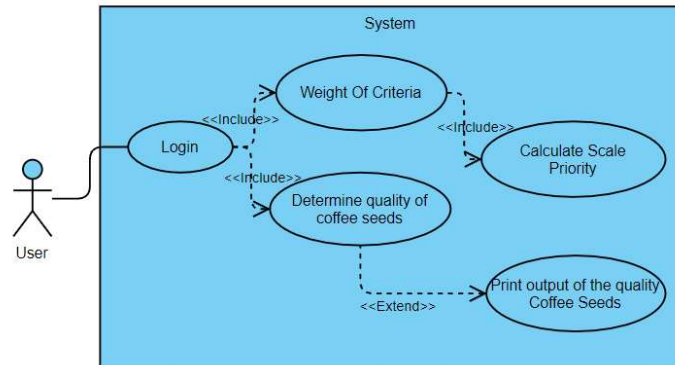 System
Weight Of Criteria
<<Include>>
<<Include>>
Login
Calculate Scale
Priority
<<Include>>
Determine quality of
coffee seeds
User
Print output of the quality
Coffee Seeds
<<Extend>>